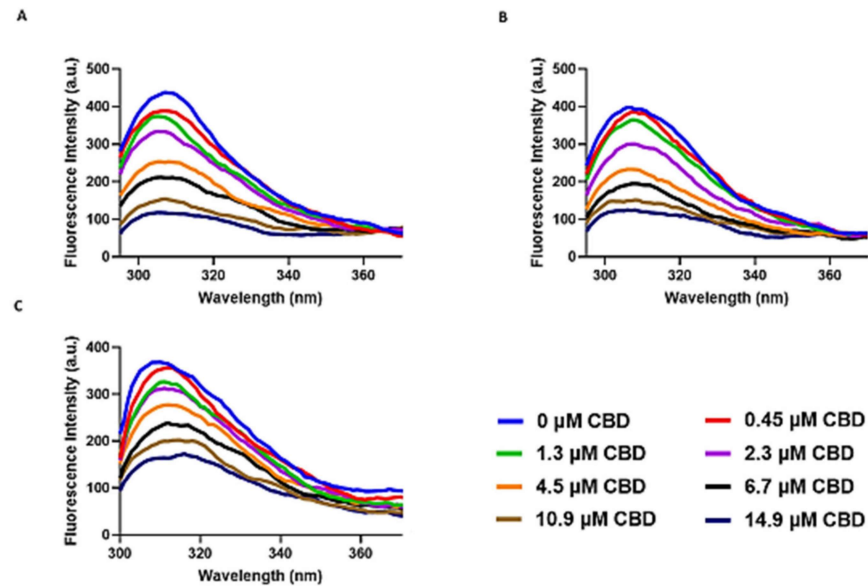 A
B
Fluorescence Intensity (a.u.)
500
400
300
200
100
0
300
320
340
360
Wavelength (nm)
Fluorescence Intensity (a.u.)
500
400
300
200
100
0
300
320
340
360
Wavelength (nm)
C
Fluorescence Intensity (a.u.)
400
300
200
100
0
300
320
340
360
Wavelength (nm)
0 µM CBD
0.45 µM CBD
1.3 µM CBD
2.3 µM CBD
4.5 µM CBD
6.7 µM CBD
10.9 µM CBD
14.9 µM CBD